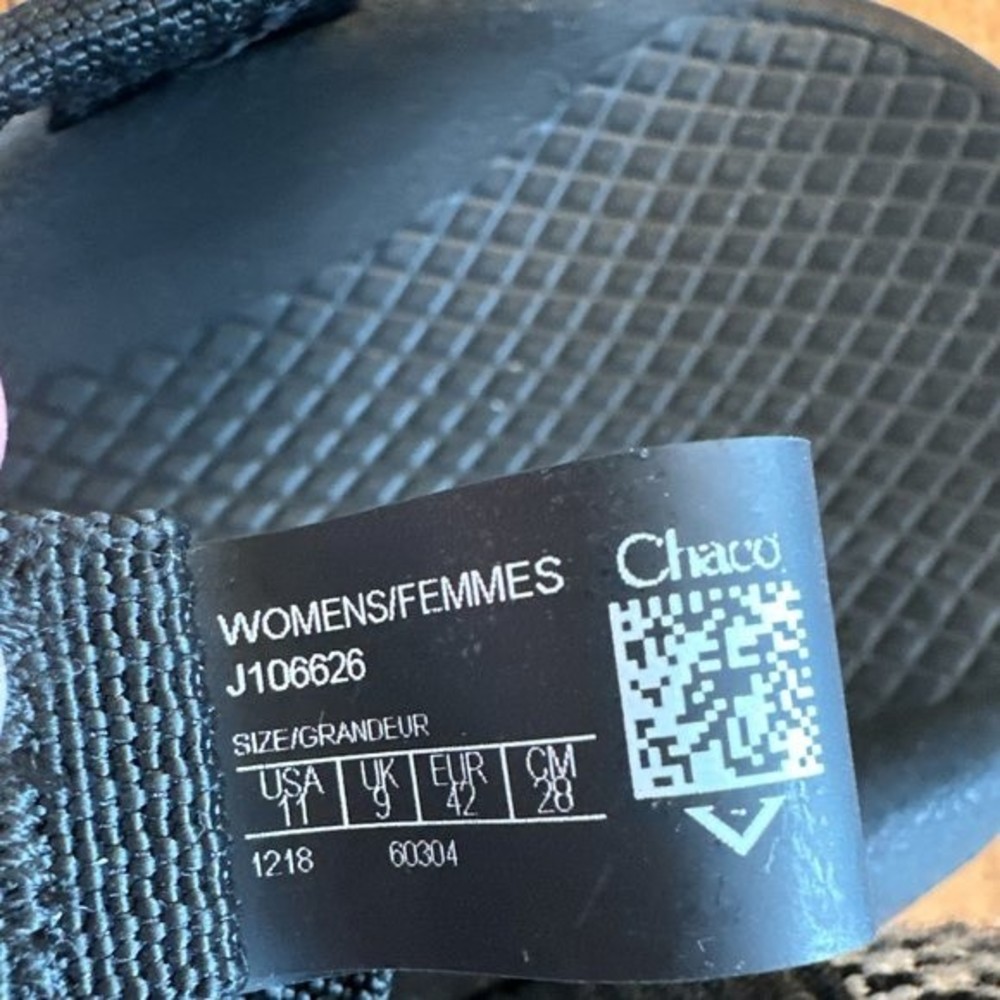 Chaco
WOMENS/FEMMES
J106626
SIZE/GRANDEUR
USA UK EUR CM
11 9 42 28
1218 60304